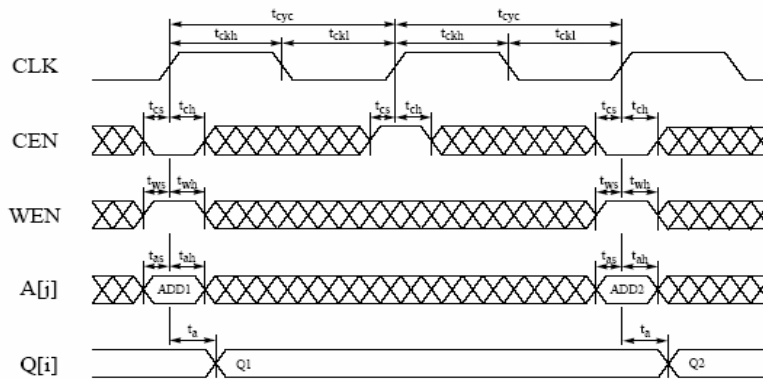 tcyc tcyc
tckh tckl tckh tckl
CLK
tcs tch tcs tch tcs tch
CEN
tws twh tws twh
WEN
tas tah tas tah
A[j] ADD1 ADD2
ta ta
Q[i] Q1 Q2